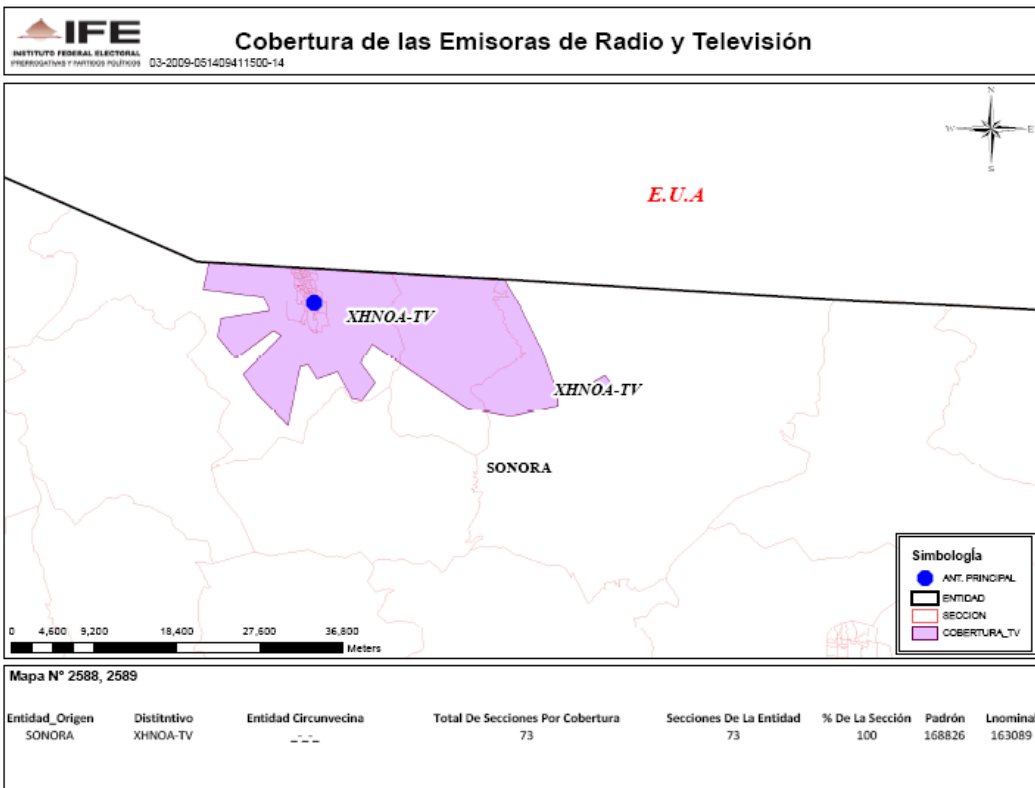 IFE
INSTITUTO FEDERAL ELECTORAL
PRERROGATIVAS Y PARTIDOS POLÍTICOS
03-2009-051409411500-14
Cobertura de las Emisoras de Radio y Televisión
N
W E
S
E.U.A
XHNOA-TV
XHNOA-TV
SONORA
Simbología
ANT. PRINCIPAL
ENTIDAD
SECCION
COBERTURA_TV
0 4,600 9,200 18,400 27,600 36,800
Meters
Mapa N° 2588, 2589
Entidad_Origen Distitntivo Entidad Circunvecina Total De Secciones Por Cobertura Secciones De La Entidad % De La Sección Padrón Lnominal
SONORA XHNOA-TV _-_-_ 73 73 100 168826 163089